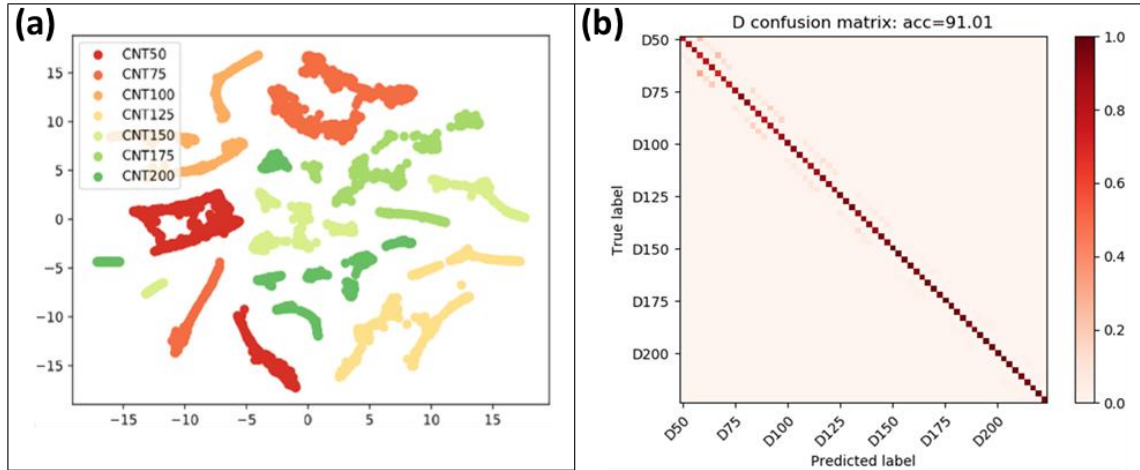 (a)
CNT50
CNT75
CNT100
CNT125
CNT150
CNT175
CNT200
15
10
5
0
−5
−10
−15
−15 −10 −5 0 5 10 15
(b)
D confusion matrix: acc=91.01
True label
D50
D75
D100
D125
D150
D175
D200
D50 D75 D100 D125 D150 D175 D200
Predicted label
1.0
0.8
0.6
0.4
0.2
0.0